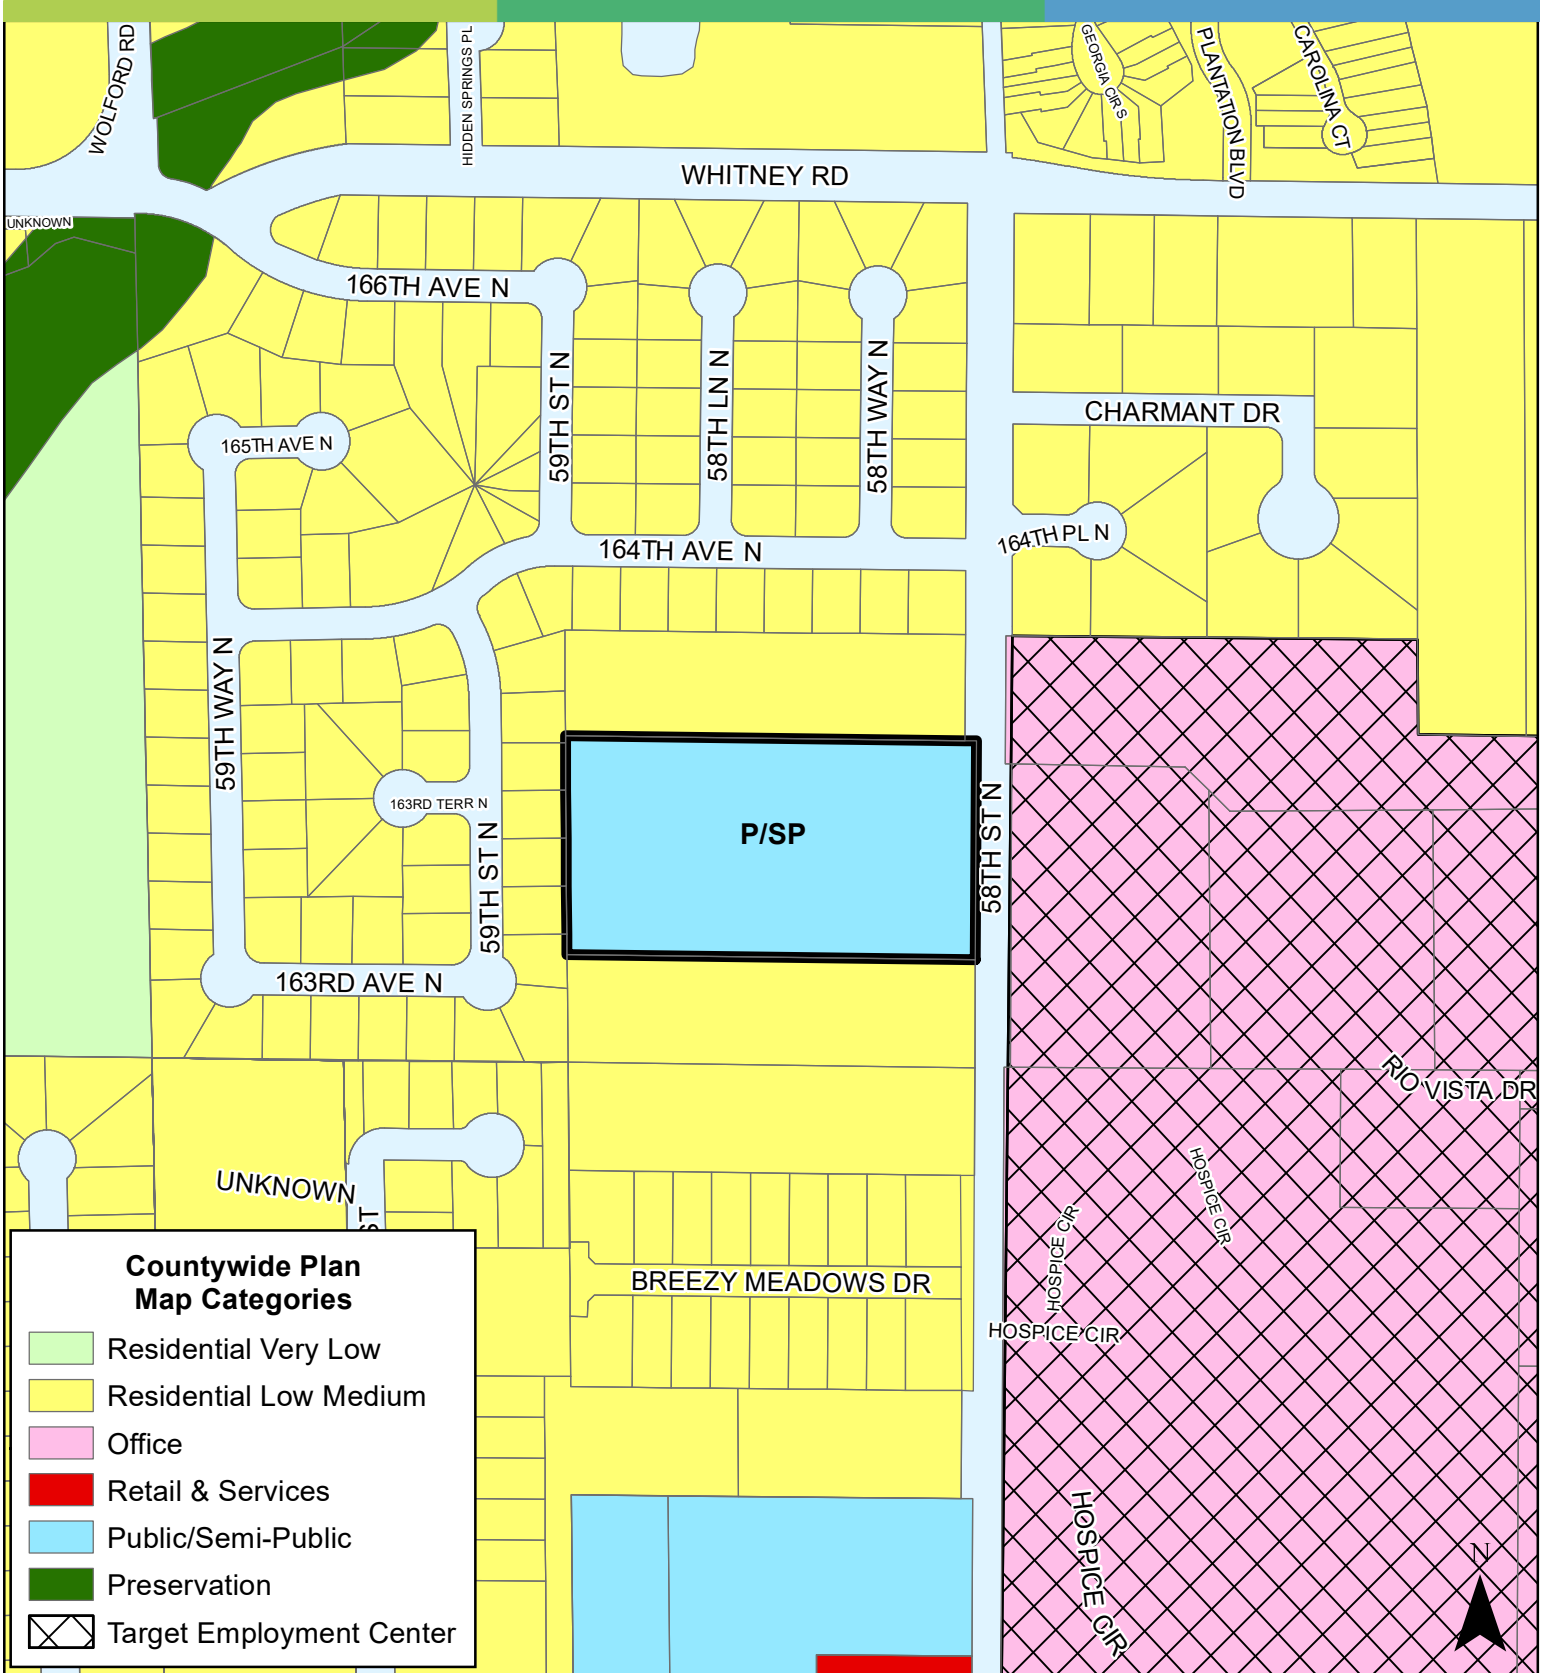 WOLFORD RD
HIDDEN SPRINGS PL
GEORGIA CIR S
PLANTATION BLVD
CAROLINA CT
WHITNEY RD
UNKNOWN
166TH AVE N
59TH ST N
58TH LN N
58TH WAY N
CHARMANT DR
165TH AVE N
164TH PL N
164TH AVE N
59TH WAY N
163RD TERR N
59TH ST N
P/SP
58TH ST N
163RD AVE N
RIO VISTA DR
UNKNOWN
ST
HOSPICE CIR
HOSPICE CIR
BREEZY MEADOWS DR
HOSPICE CIR
HOSPICE CIR
N
Countywide Plan
Map Categories
Residential Very Low
Residential Low Medium
Office
Retail & Services
Public/Semi-Public
Preservation
Target Employment Center